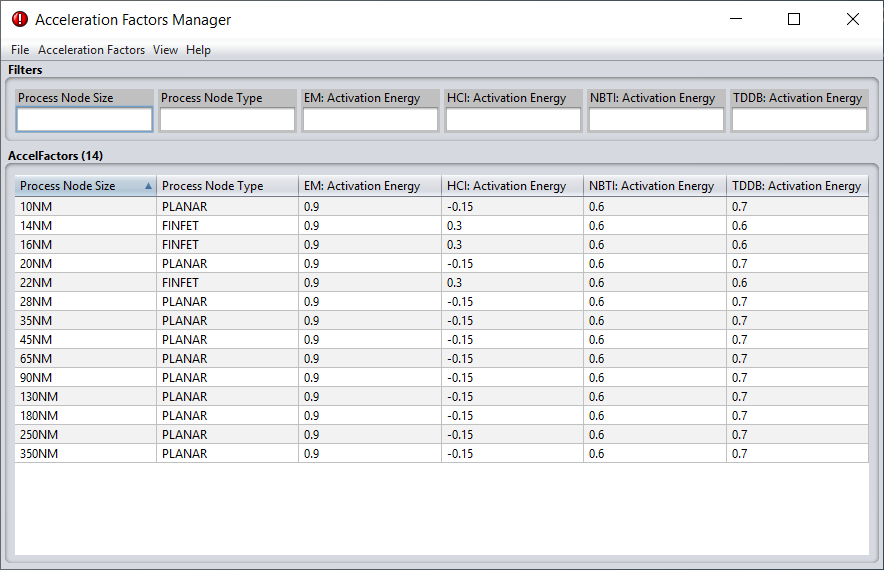 Acceleration Factors Manager
File Acceleration Factors View Help
Filters
Process Node Size Process Node Type EM: Activation Energy HCI: Activation Energy NBTI: Activation Energy TDDB: Activation Energy
AccelFactors (14)
Process Node Size Process Node Type EM: Activation Energy HCI: Activation Energy NBTI: Activation Energy TDDB: Activation Energy
10NM PLANAR 0.9 -0.15 0.6 0.7
14NM FINFET 0.9 0.3 0.6 0.6
16NM FINFET 0.9 0.3 0.6 0.6
20NM PLANAR 0.9 -0.15 0.6 0.7
22NM FINFET 0.9 0.3 0.6 0.6
28NM PLANAR 0.9 -0.15 0.6 0.7
35NM PLANAR 0.9 -0.15 0.6 0.7
45NM PLANAR 0.9 -0.15 0.6 0.7
65NM PLANAR 0.9 -0.15 0.6 0.7
90NM PLANAR 0.9 -0.15 0.6 0.7
130NM PLANAR 0.9 -0.15 0.6 0.7
180NM PLANAR 0.9 -0.15 0.6 0.7
250NM PLANAR 0.9 -0.15 0.6 0.7
350NM PLANAR 0.9 -0.15 0.6 0.7